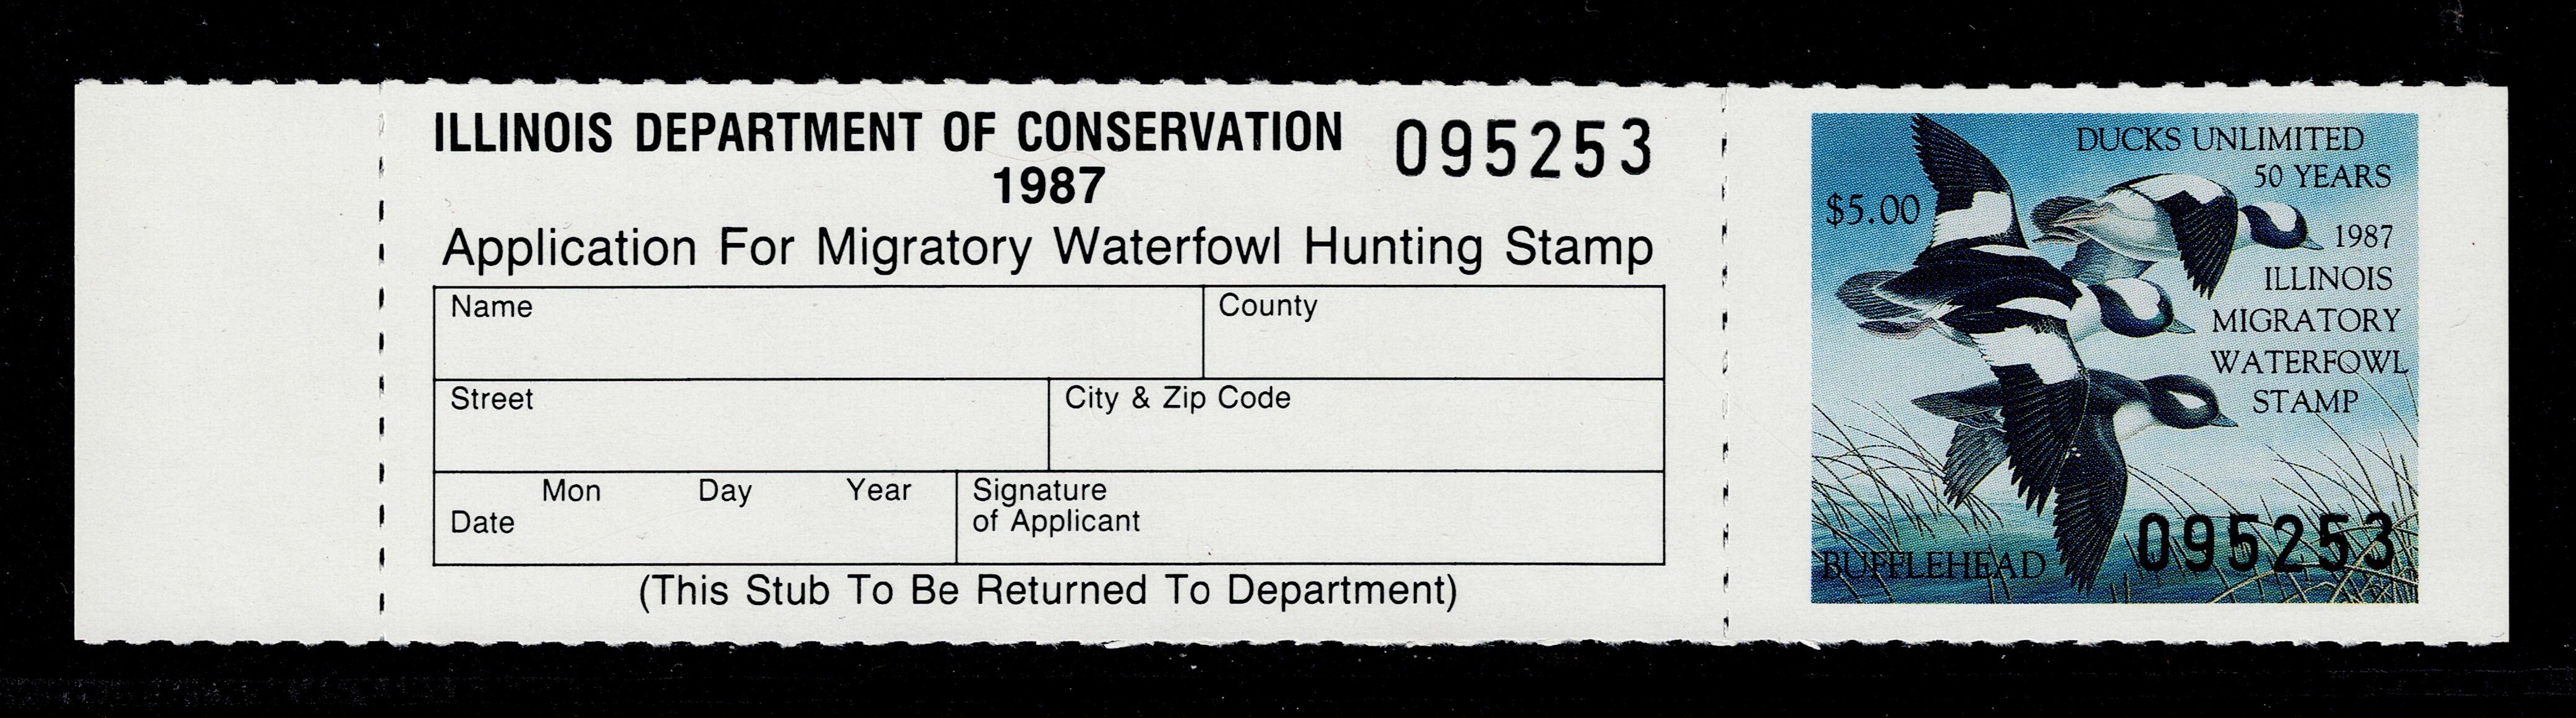 ILLINOIS DEPARTMENT OF CONSERVATION 095253
1987
Application For Migratory Waterfowl Hunting Stamp
Name County
Street City & Zip Code
Mon Day Year Signature
Date of Applicant
(This Stub To Be Returned To Department)
DUCKS UNLIMITED
50 YEARS
$5.00
1987
ILLINOIS
MIGRATORY
WATERFOWL
STAMP
095253
BUFFLEHEAD